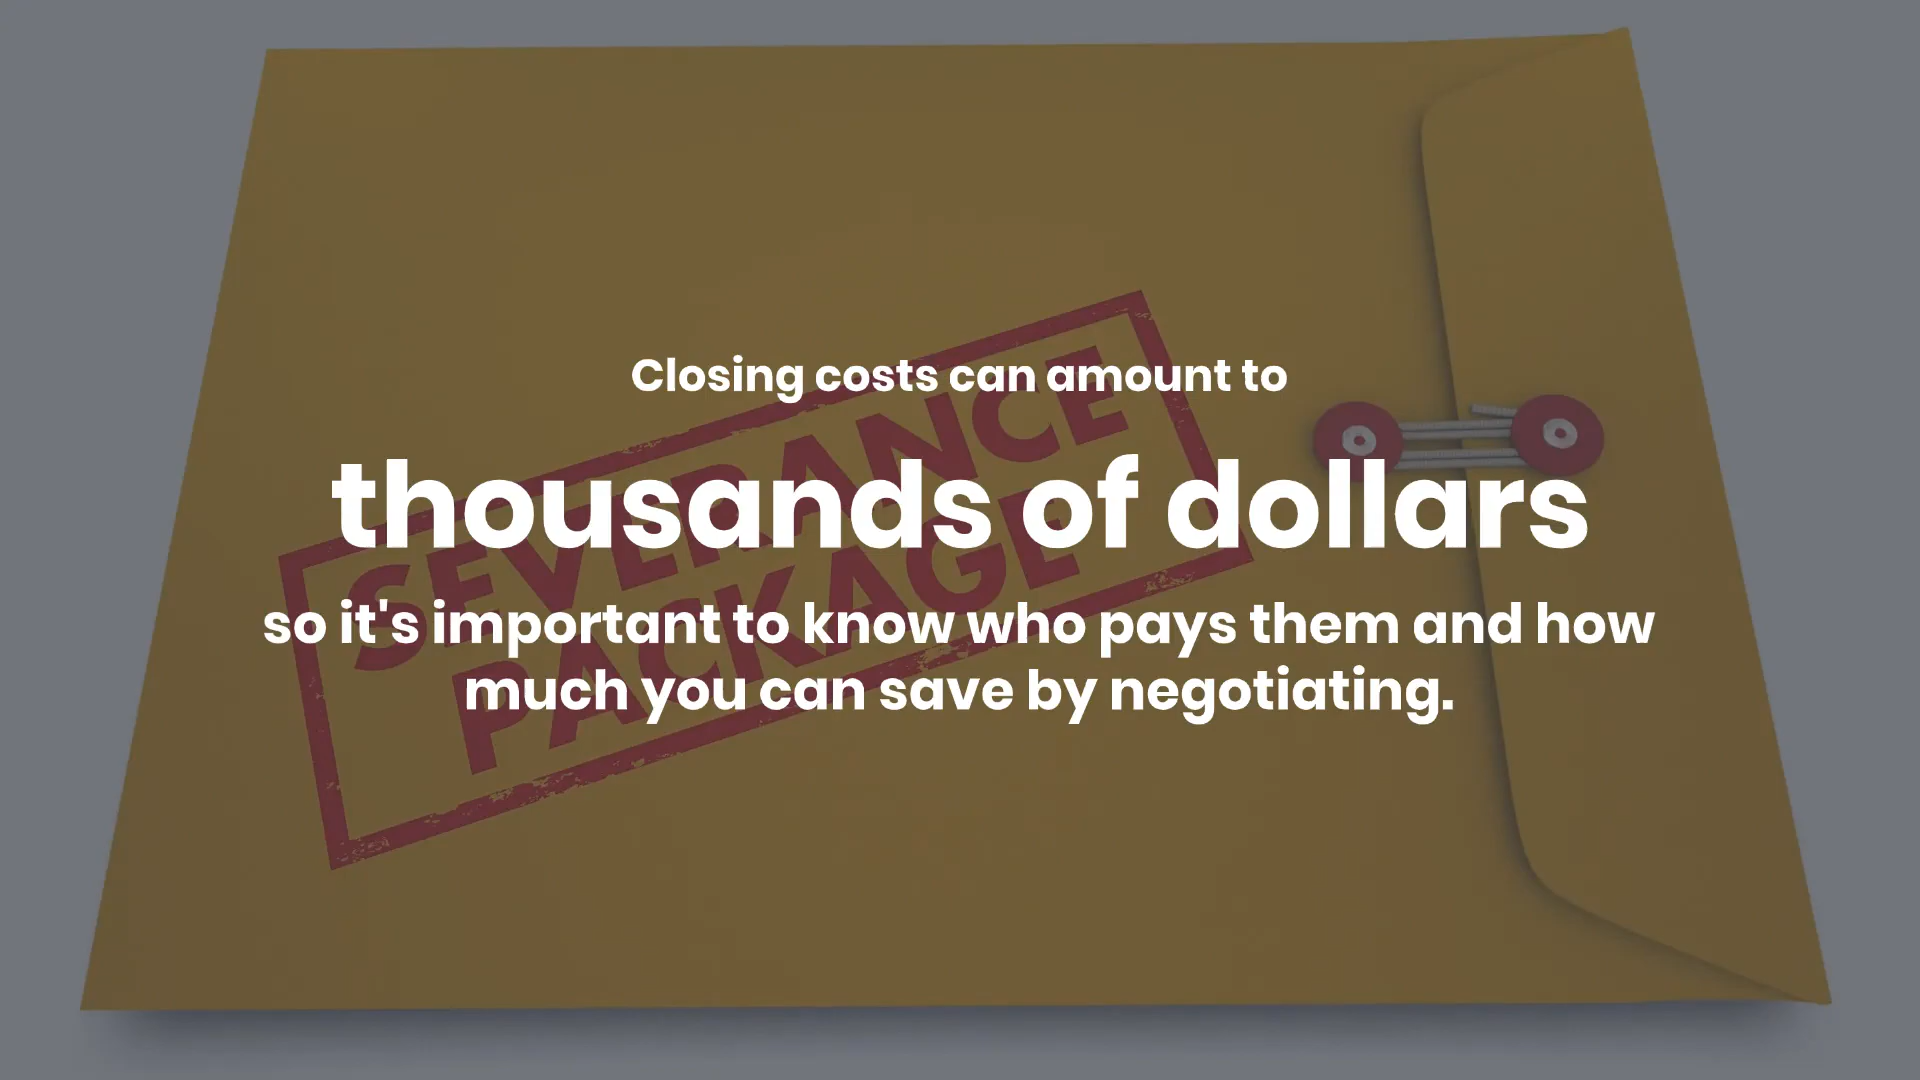 Closing costs can amount to
SEVERANCE
thousands of dollars
PACKAGE
so it's important to know who pays them and how
much you can save by negotiating.